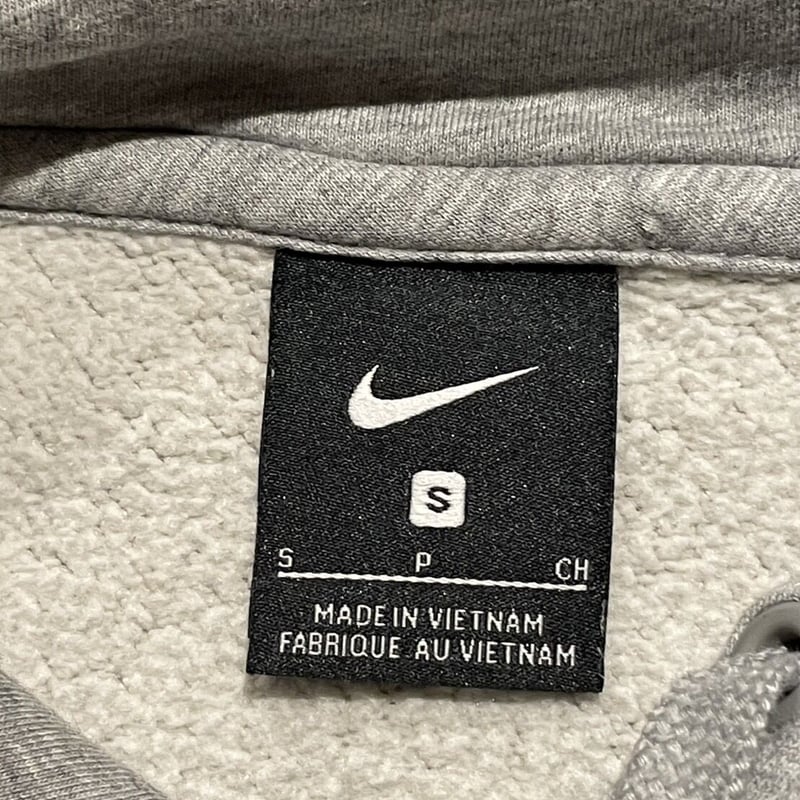 S
S P CH
MADE IN VIETNAM
FABRIQUE AU VIETNAM